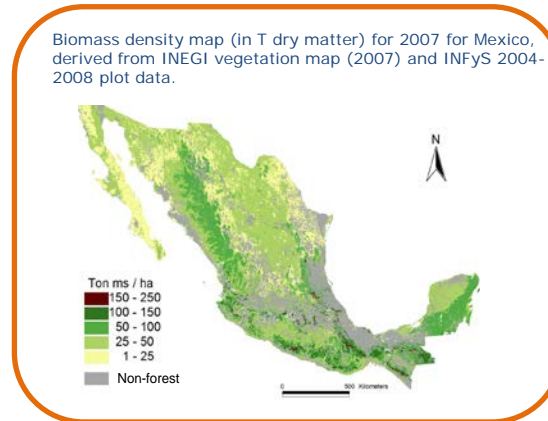 Biomass density map (in T dry matter) for 2007 for Mexico,
derived from INEGI vegetation map (2007) and INFyS 2004-
2008 plot data.
N
Ton ms / ha
150 - 250
100 - 150
50 - 100
25 - 50
1 - 25
Non-forest
0 500 Kilometers